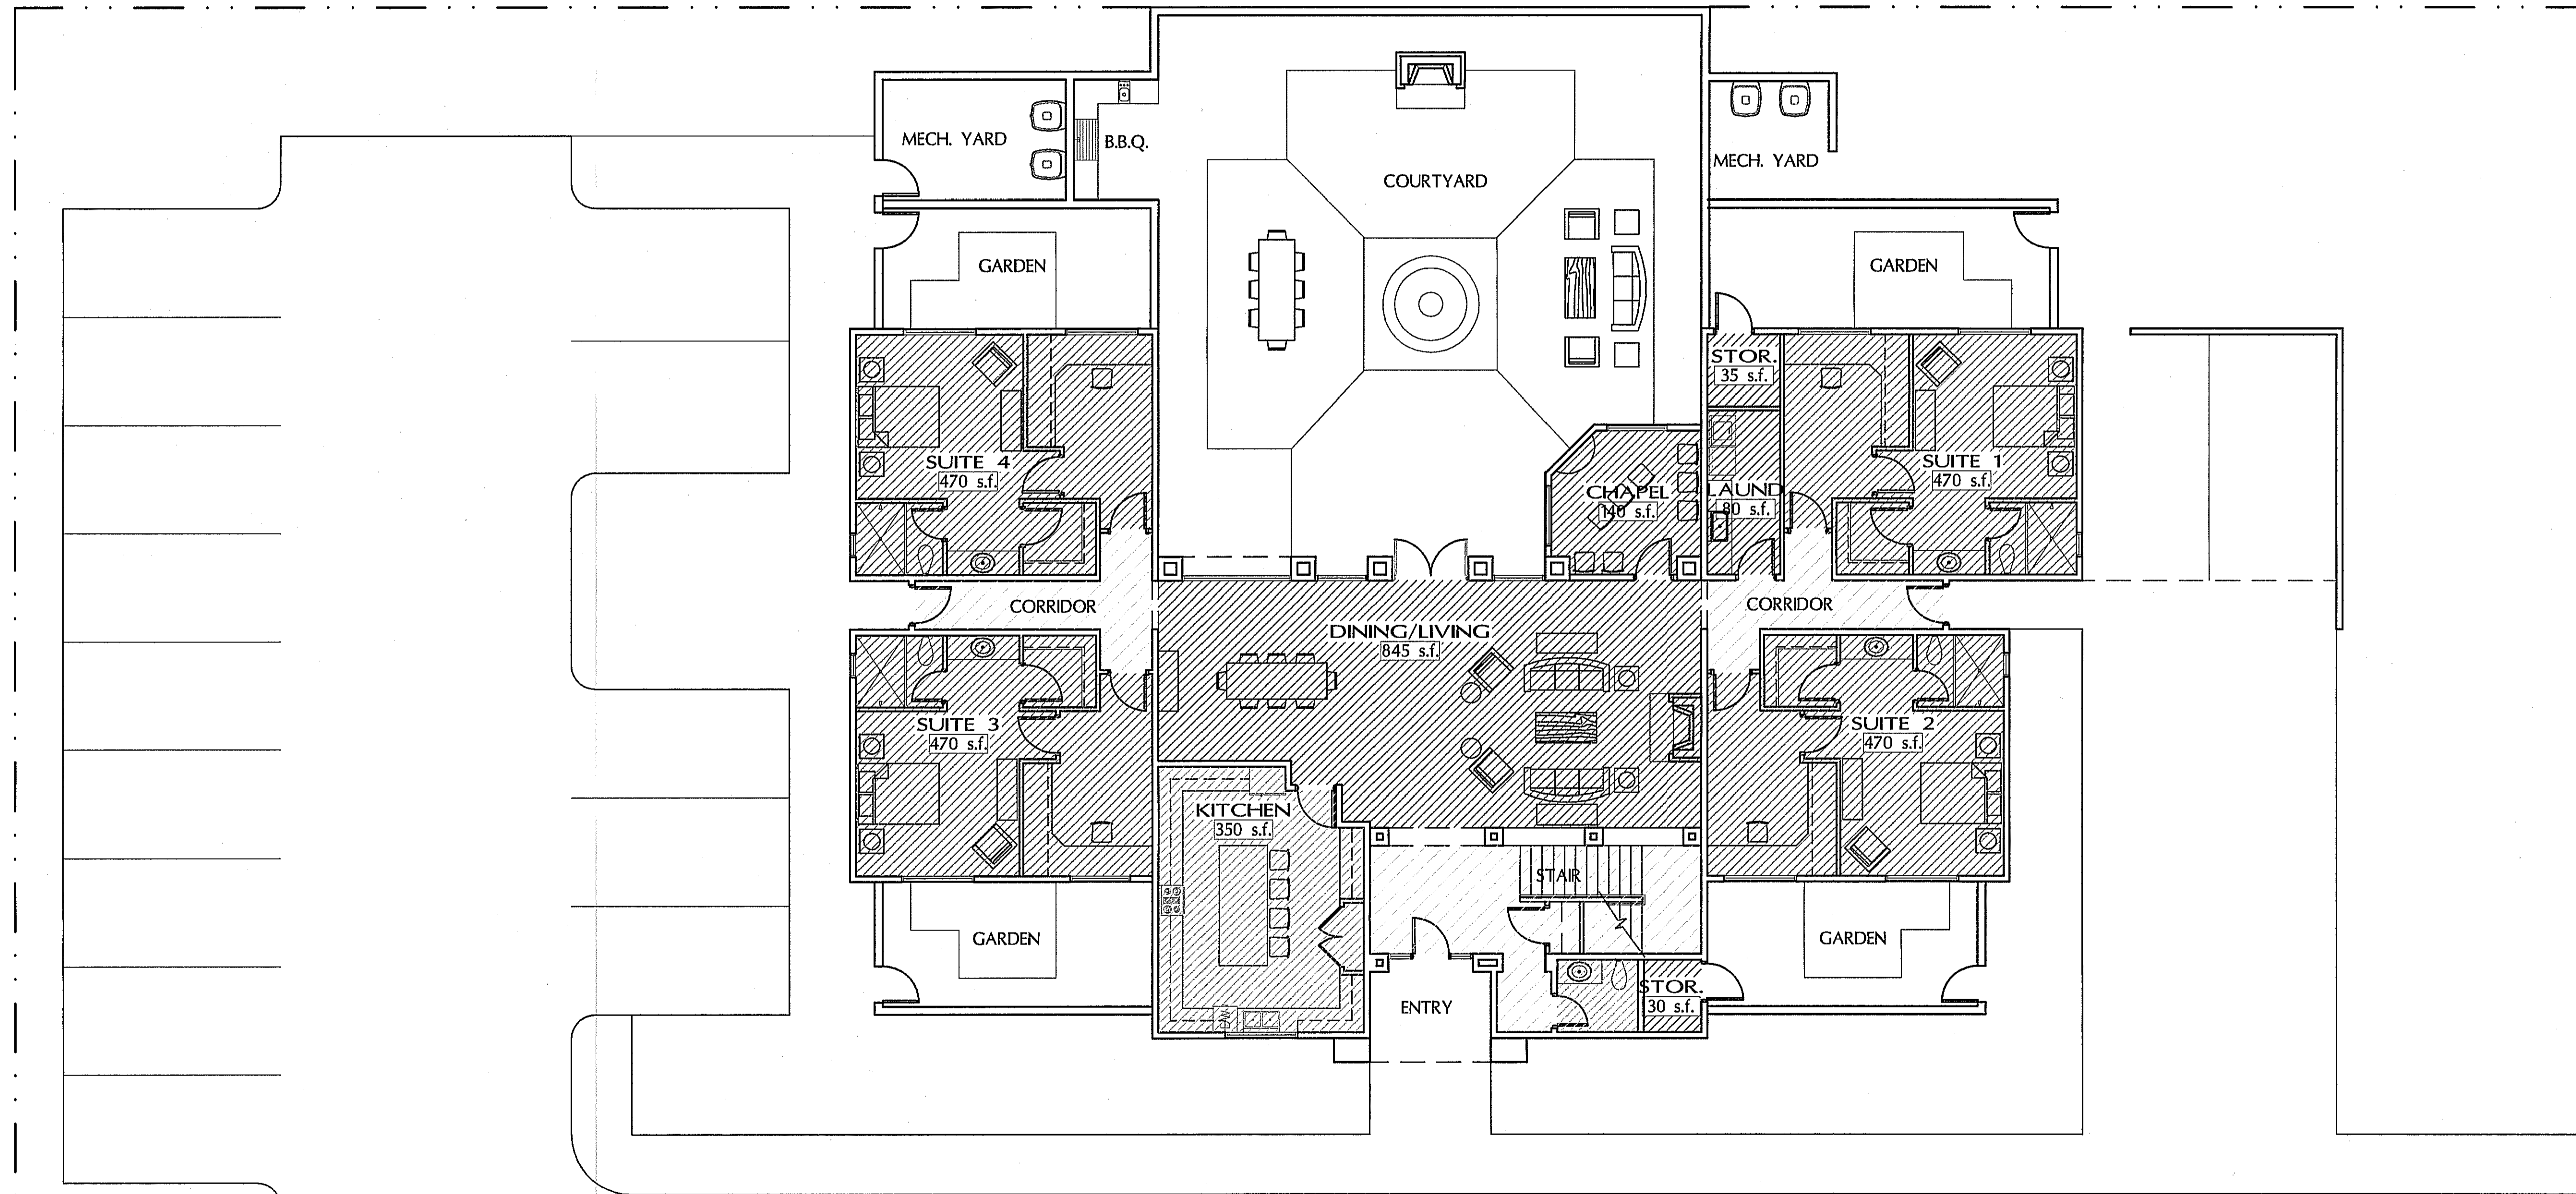 MECH. YARD
B.B.Q.
COURTYARD
MECH. YARD
GARDEN
GARDEN
STOR.
35 s.f.
SUITE 4
470 s.f.
CHAPEL
140 s.f.
LAUND
80 s.f.
SUITE 1
470 s.f.
CORRIDOR
CORRIDOR
DINING/LIVING
845 s.f.
SUITE 3
470 s.f.
SUITE 2
470 s.f.
KITCHEN
350 s.f.
STAIR
GARDEN
GARDEN
ENTRY
STOR.
30 s.f.